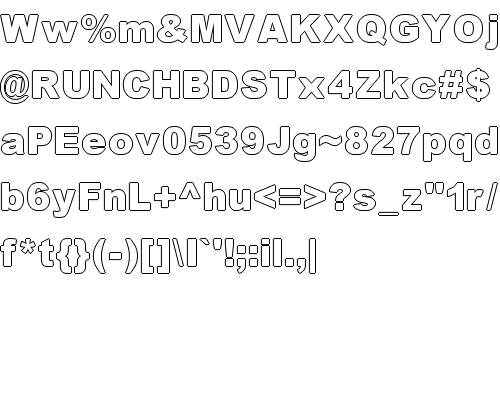 Ww%m&MVAKXQGYOj
@RUNCHBDSTx4Zkc#$
aPEeov0539Jg~827pqd
b6yFnL+^hu<=>?s_z"1r/
f*t{}(-)[]\I`'!;:il.,|